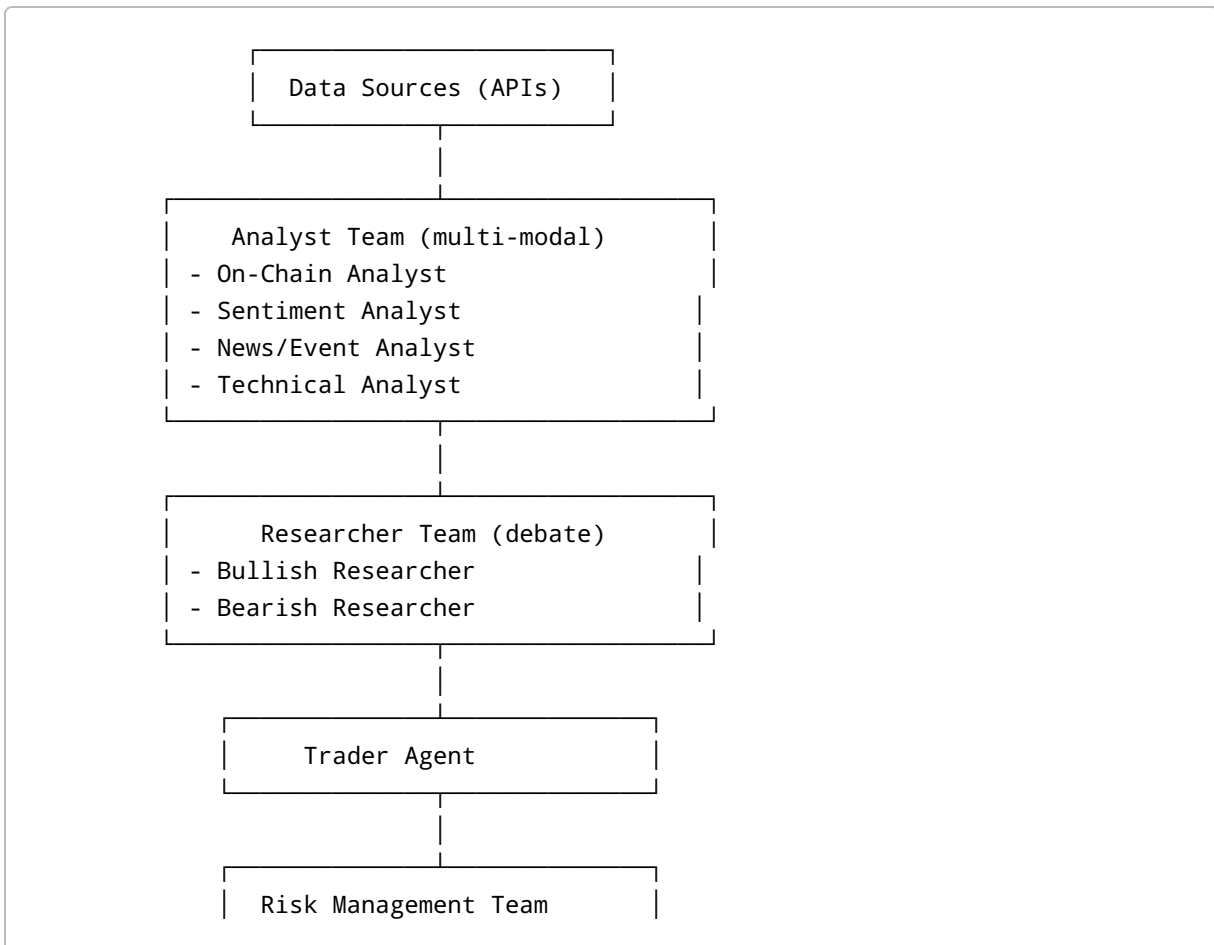 Data Sources (APIs)
Analyst Team (multi-modal)
- On-Chain Analyst
- Sentiment Analyst
- News/Event Analyst
- Technical Analyst
Researcher Team (debate)
- Bullish Researcher
- Bearish Researcher
Trader Agent
Risk Management Team